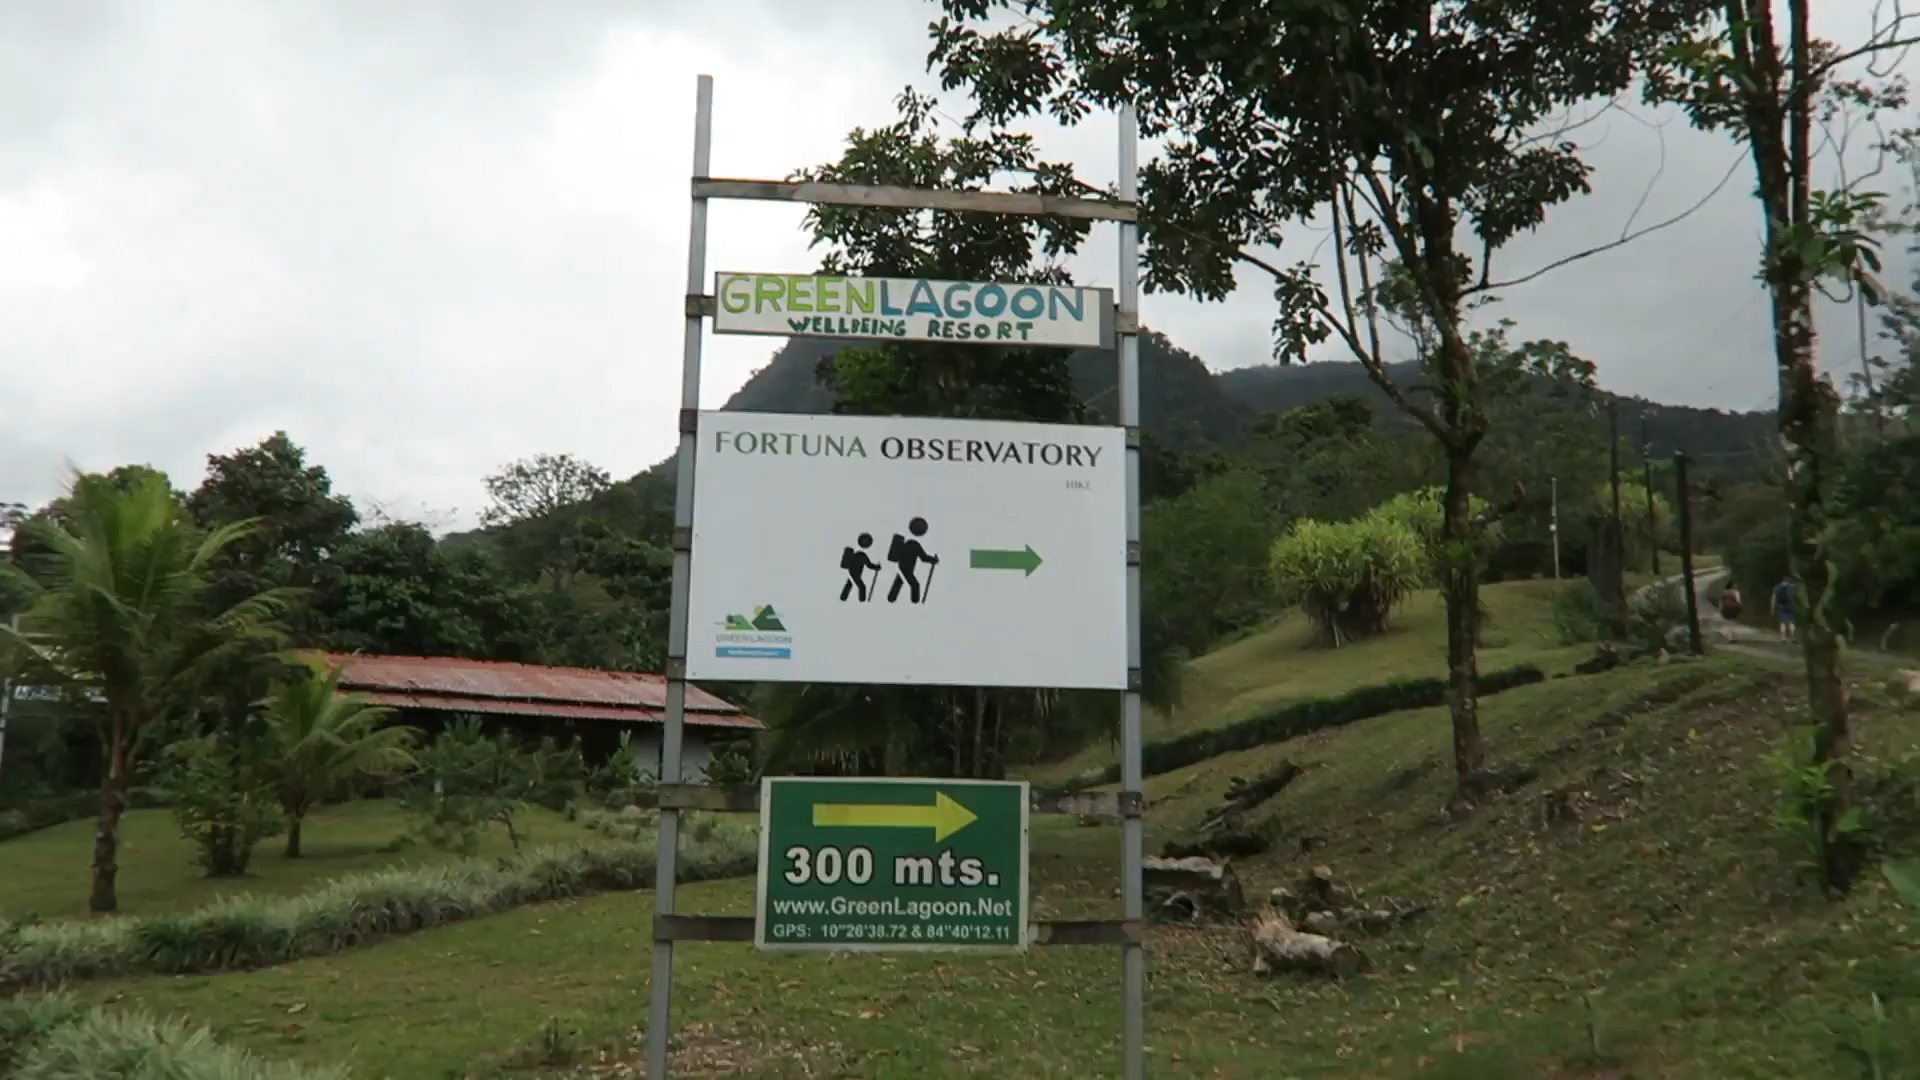 GREENLAGOON
WELLBEING RESORT
FORTUNA OBSERVATORY
HIKE
GREENLAGOON
300 mts.
www.GreenLagoon.Net
GPS: 10"26'38.72 & 84"40'12.11